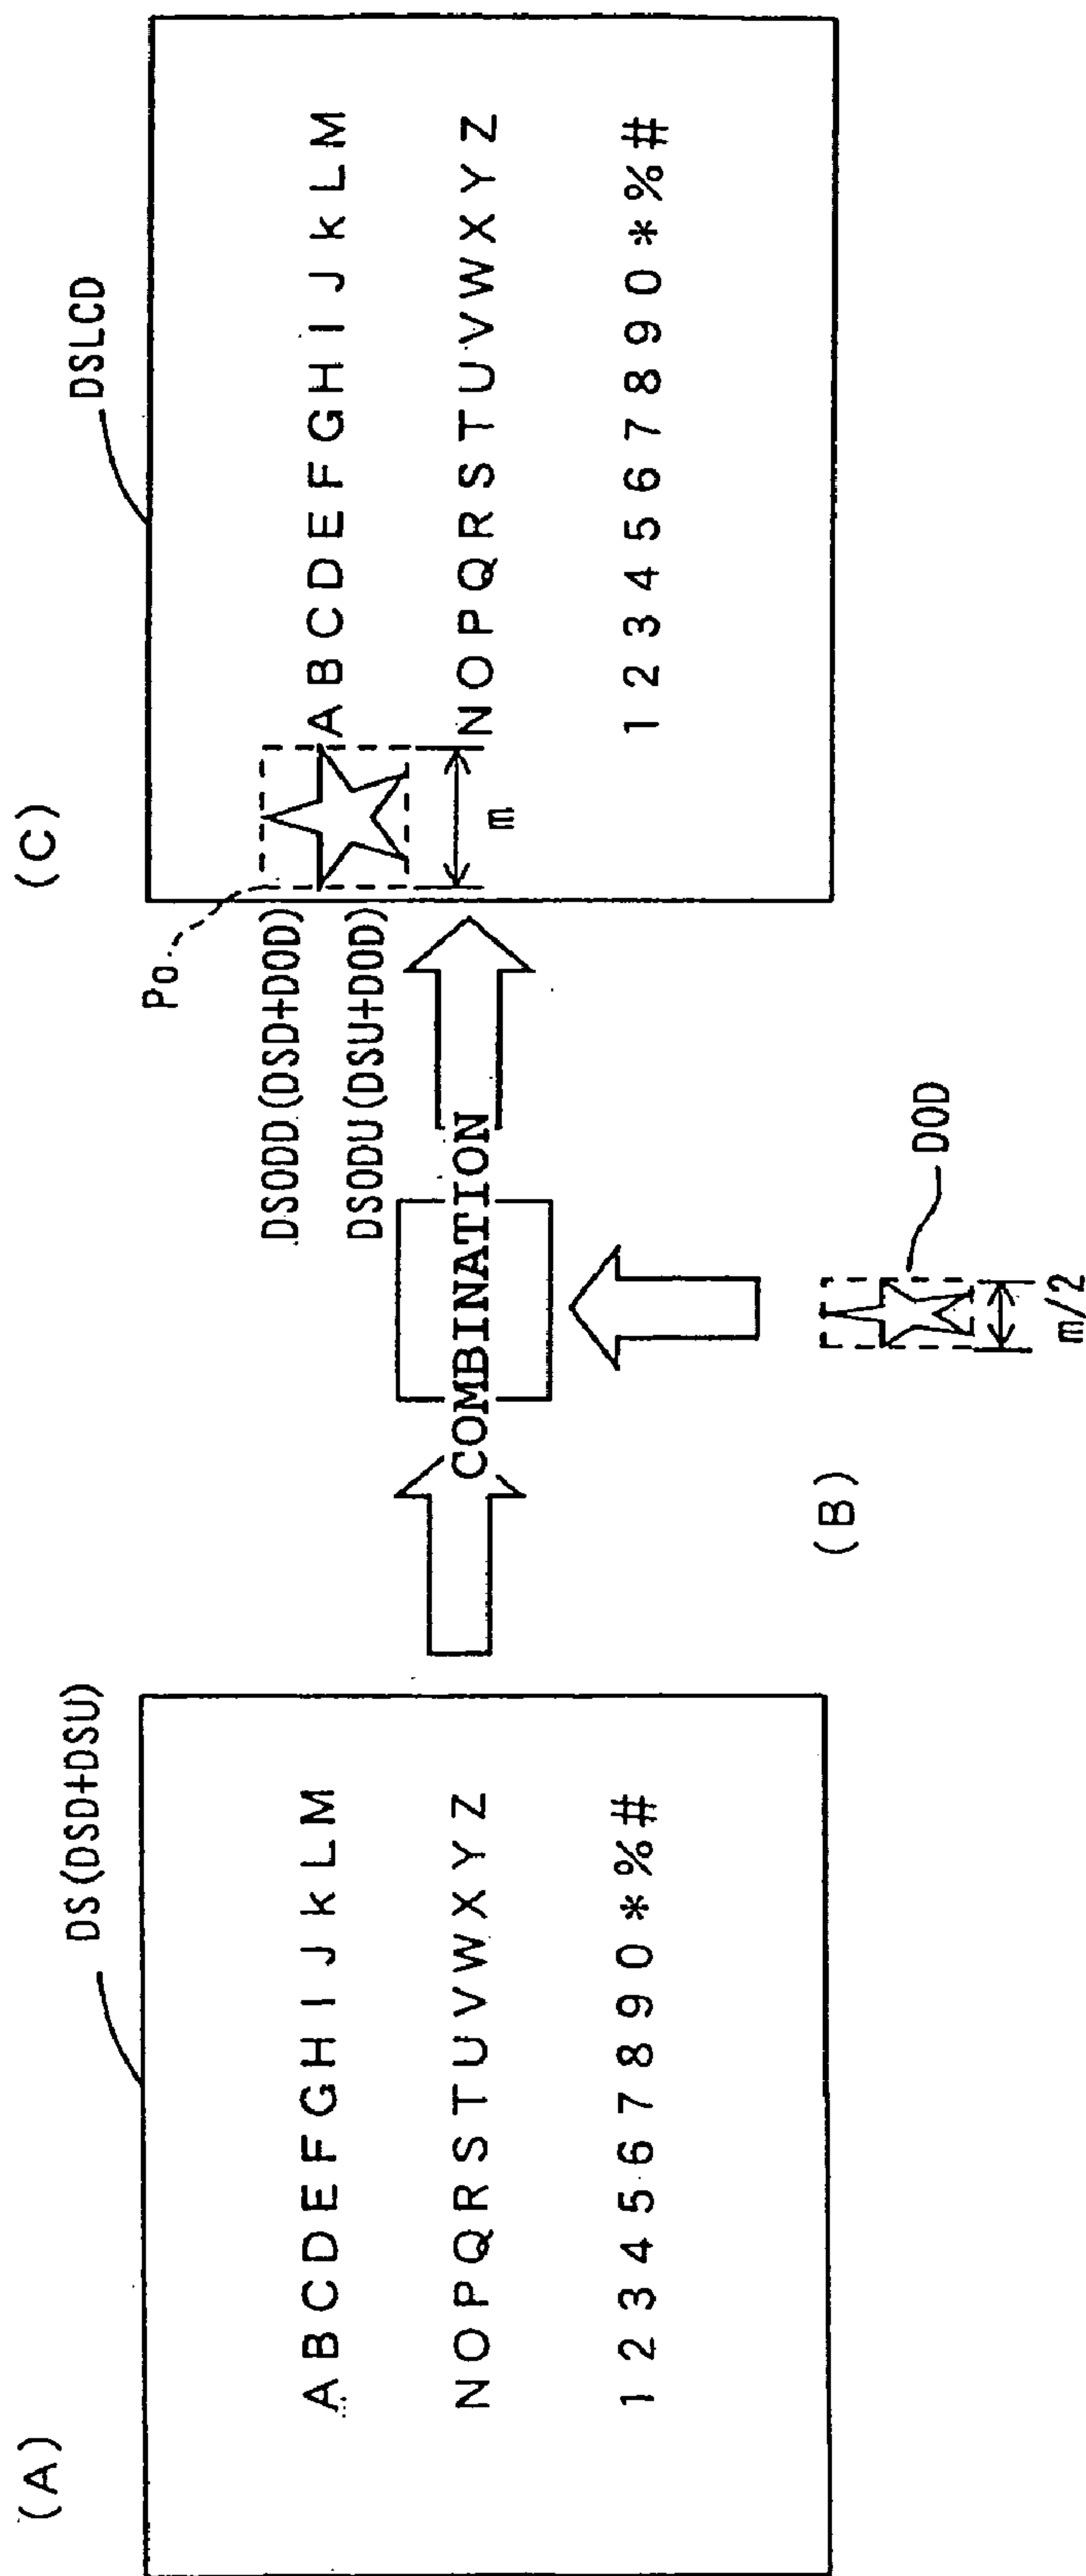 (A)
DS(DSD+DSU)
A B C D E F G H I J k L M
N O P Q R S T U V W X Y Z
1 2 3 4 5 6 7 8 9 0 * % #
COMBINATION
(B)
DOD
m/2
(C)
DSODD(DSD+DOD)
DSODU(DSU+DOD)
Po
DSLCD
A B C D E F G H I J k L M
N O P Q R S T U V W X Y Z
m
1 2 3 4 5 6 7 8 9 0 * % #